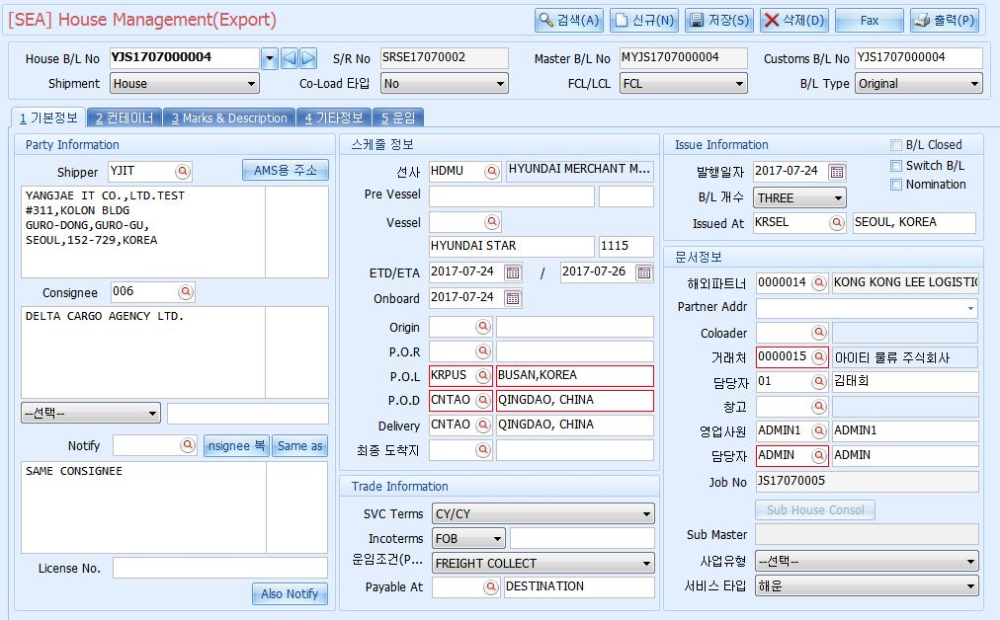 [SEA] House Management(Export)
검색(A) 신규(N) 저장(S) 삭제(D) Fax 출력(P)
House B/L No YJS1707000004 S/R No SRSE17070002 Master B/L No MYJS1707000004 Customs B/L No YJS1707000004
Shipment House Co-Load 타입 No FCL/LCL FCL B/L Type Original
1 기본정보 2 컨테이너 3 Marks & Description 4 기타정보 5 운임
Party Information
Shipper YJIT AMS용 주소
YANGJAE IT CO.,LTD.TEST
#311,KOLON BLDG
GURO-DONG,GURO-GU,
SEOUL,152-729,KOREA
Consignee 006
DELTA CARGO AGENCY LTD.
--선택--
Notify nsignee 복 Same as
SAME CONSIGNEE
License No.
Also Notify
스케줄 정보
선사 HDMU HYUNDAI MERCHANT M...
Pre Vessel
Vessel
HYUNDAI STAR 1115
ETD/ETA 2017-07-24 / 2017-07-26
Onboard 2017-07-24
Origin
P.O.R
P.O.L KRPUS BUSAN,KOREA
P.O.D CNTAO QINGDAO, CHINA
Delivery CNTAO QINGDAO, CHINA
최종 도착지
Trade Information
SVC Terms CY/CY
Incoterms FOB
운임조건(P... FREIGHT COLLECT
Payable At DESTINATION
Issue Information B/L Closed
발행일자 2017-07-24 Switch B/L
B/L 개수 THREE Nomination
Issued At KRSEL SEOUL, KOREA
문서정보
해외파트너 0000014 KONG KONG LEE LOGISTIC
Partner Addr
Coloader
거래처 0000015 아이티 물류 주식회사
담당자 01 김태희
창고
영업사원 ADMIN1 ADMIN1
담당자 ADMIN ADMIN
Job No JS17070005
Sub House Consol
Sub Master
사업유형 --선택--
서비스 타입 해운